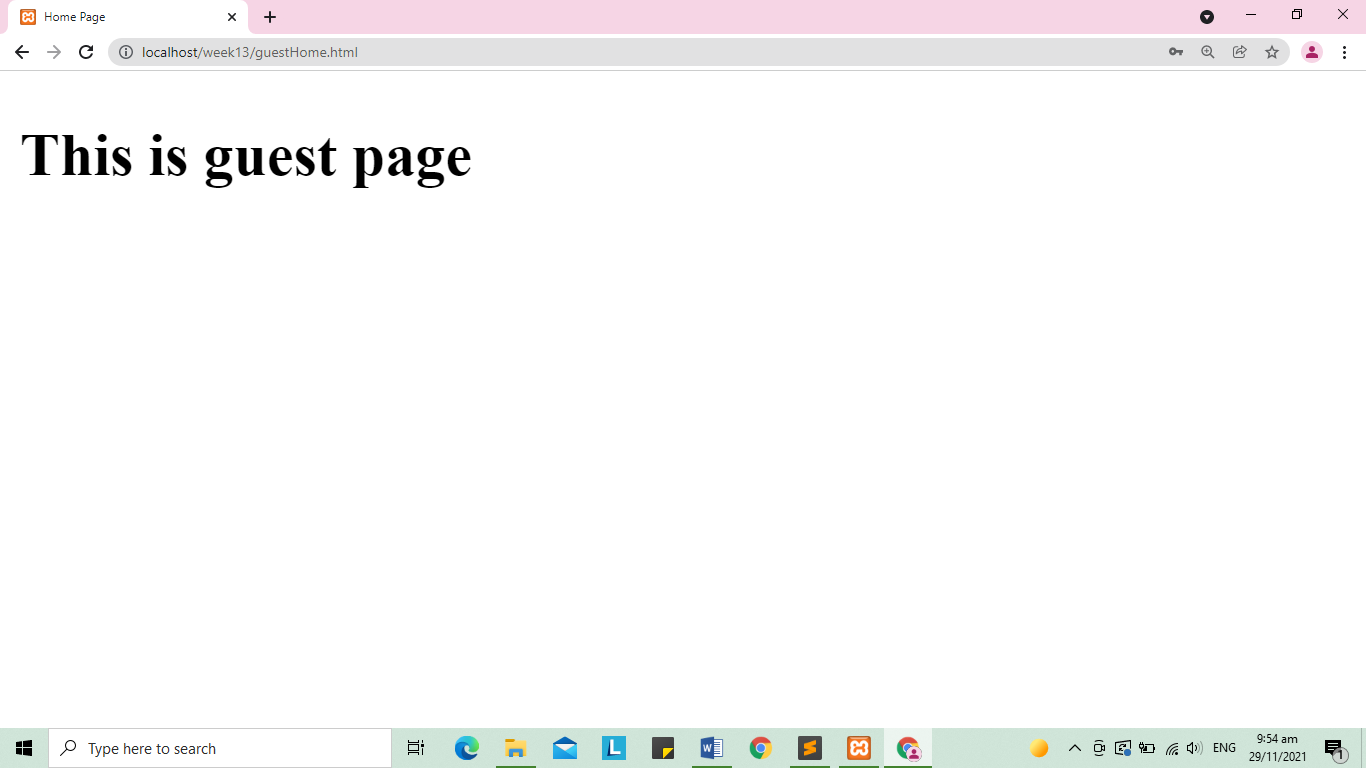 Home Page
localhost/week13/guestHome.html
This is guest page
Type here to search
L
W
ENG
9:54 am
29/11/2021
1